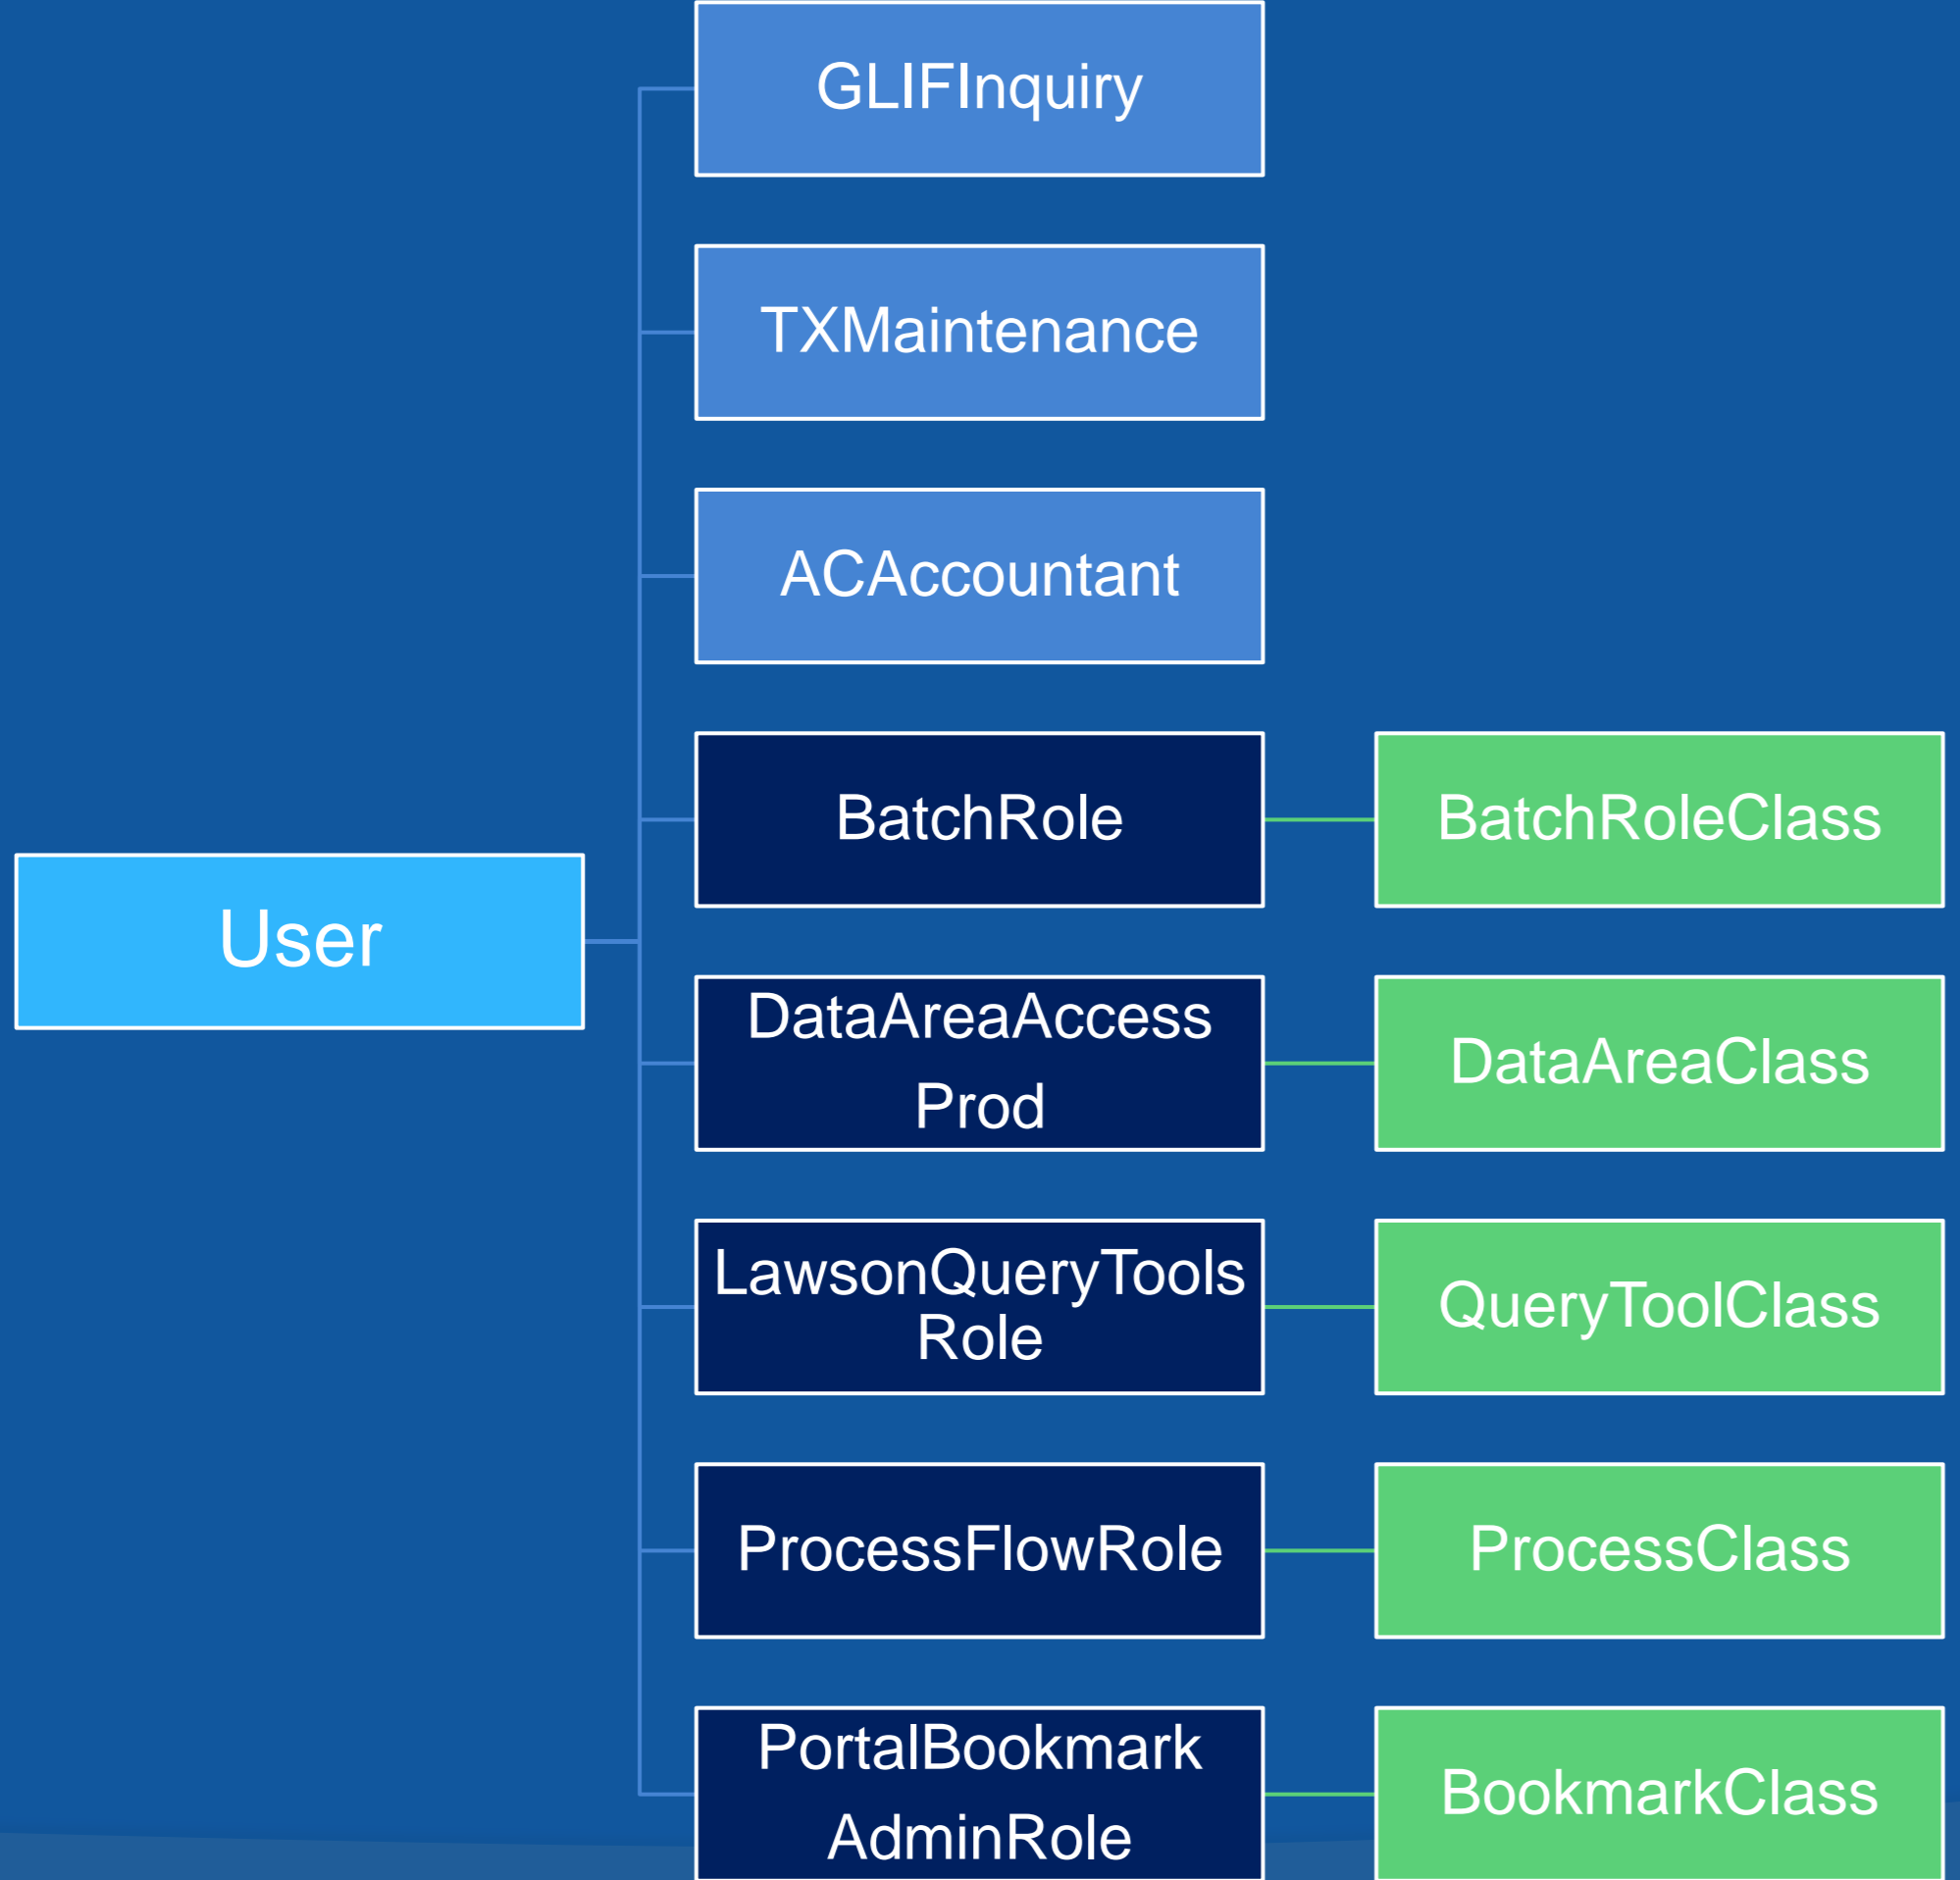 GLIFInquiry
TXMaintenance
ACAccountant
BatchRole
BatchRoleClass
User
DataAreaAccess
Prod
DataAreaClass
LawsonQueryTools
Role
QueryToolClass
ProcessFlowRole
ProcessClass
PortalBookmark
AdminRole
BookmarkClass